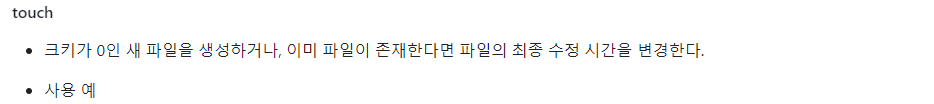 touch
크키가 0인 새 파일을 생성하거나, 이미 파일이 존재한다면 파일의 최종 수정 시간을 변경한다.
사용 예